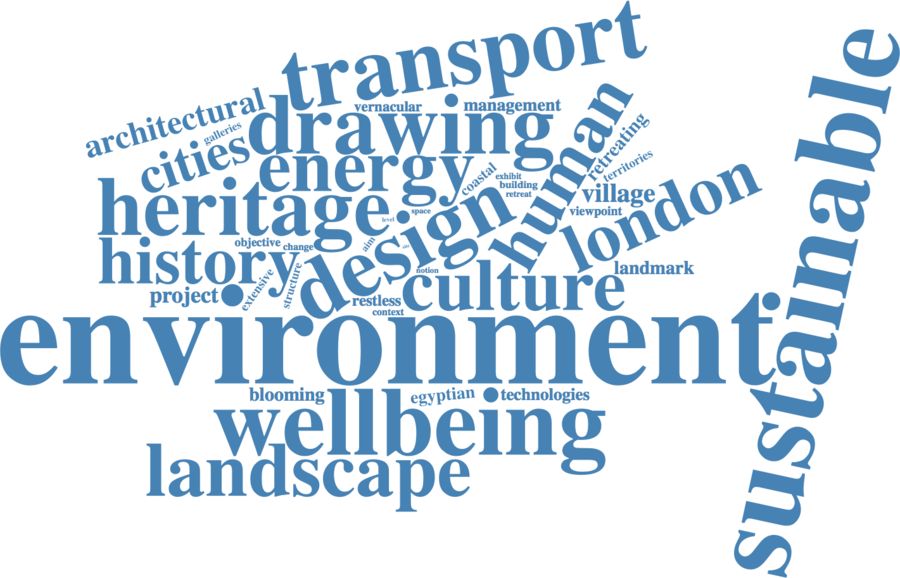 transport
sustainable
architectural
vernacular
management
galleries
drawing
human
retreating
cities
energy
coastal
territories
exhibit
building
retreat
village
london
heritage
space
level
viewpoint
design
history
objective
change
aim
landmark
notion
culture
extensive
structure
project
restless
context
environment
blooming
egyptian
technologies
wellbeing
landscape